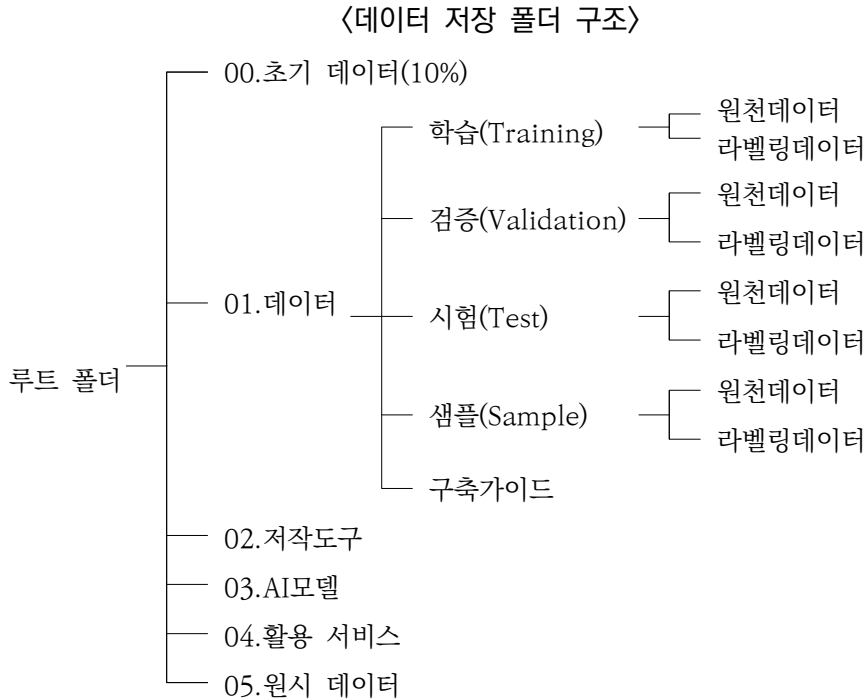 〈데이터 저장 폴더 구조〉
루트 폴더
00.초기 데이터(10%)
01.데이터
학습(Training)
원천데이터
라벨링데이터
검증(Validation)
원천데이터
라벨링데이터
시험(Test)
원천데이터
라벨링데이터
샘플(Sample)
원천데이터
라벨링데이터
구축가이드
02.저작도구
03.AI모델
04.활용 서비스
05.원시 데이터